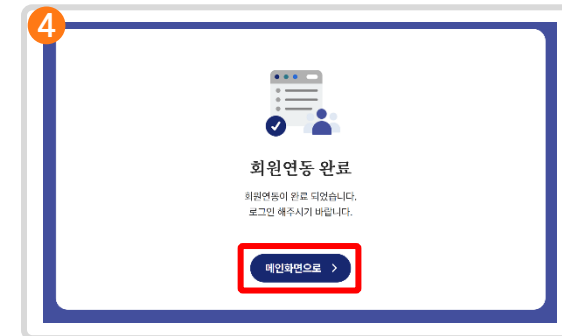 4
회원연동 완료
회원연동이 완료 되었습니다.
로그인 해주시기 바랍니다.
메인화면으로 >